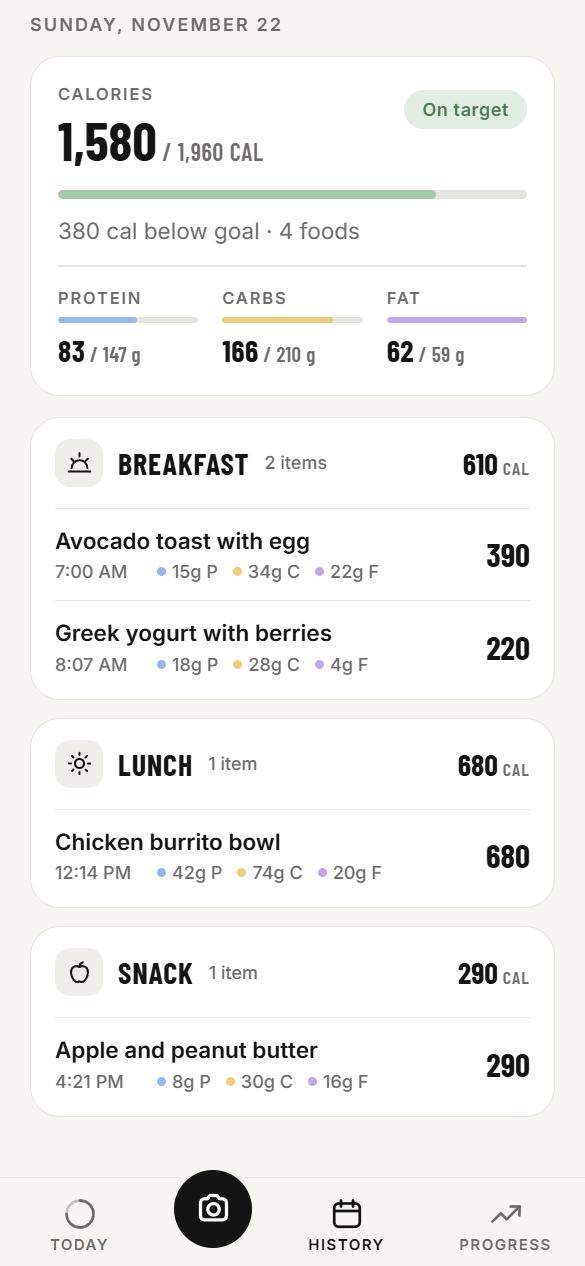 SUNDAY, NOVEMBER 22
CALORIES
On target
1,580 / 1,960 CAL
380 cal below goal · 4 foods
PROTEIN CARBS FAT
83 / 147 g 166 / 210 g 62 / 59 g
BREAKFAST 2 items 610 CAL
Avocado toast with egg 390
7:00 AM 15g P 34g C 22g F
Greek yogurt with berries 220
8:07 AM 18g P 28g C 4g F
LUNCH 1 item 680 CAL
Chicken burrito bowl 680
12:14 PM 42g P 74g C 20g F
SNACK 1 item 290 CAL
Apple and peanut butter 290
4:21 PM 8g P 30g C 16g F
TODAY HISTORY PROGRESS